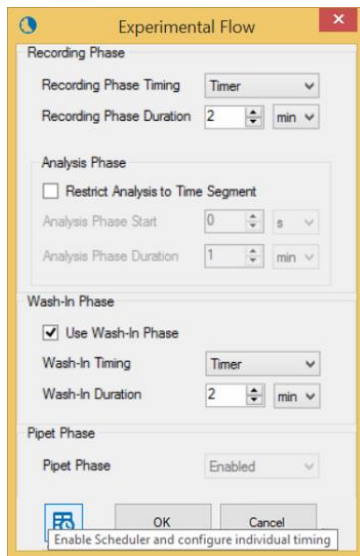 Experimental Flow
Recording Phase
Recording Phase Timing Timer
Recording Phase Duration 2 min
Analysis Phase
Restrict Analysis to Time Segment
Analysis Phase Start 0 s
Analysis Phase Duration 1 min
Wash-In Phase
Use Wash-In Phase
Wash-In Timing Timer
Wash-In Duration 2 min
Pipet Phase
Pipet Phase Enabled
OK Cancel
Enable Scheduler and configure individual timing